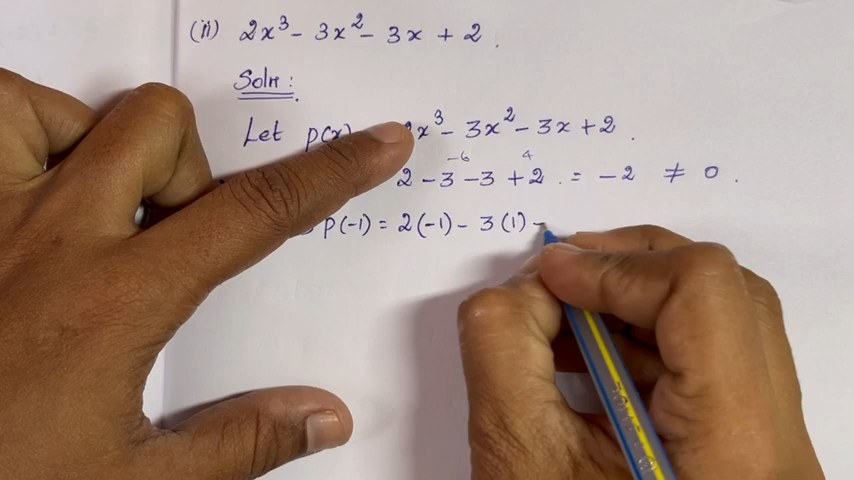 (ii) 2x³ - 3x² - 3x + 2.
Soln:
Let p(x) 2x³ - 3x² - 3x + 2.
-6 4
2 - 3 - 3 + 2 . = -2 ≠ 0.
p(-1) = 2(-1) - 3(1) -